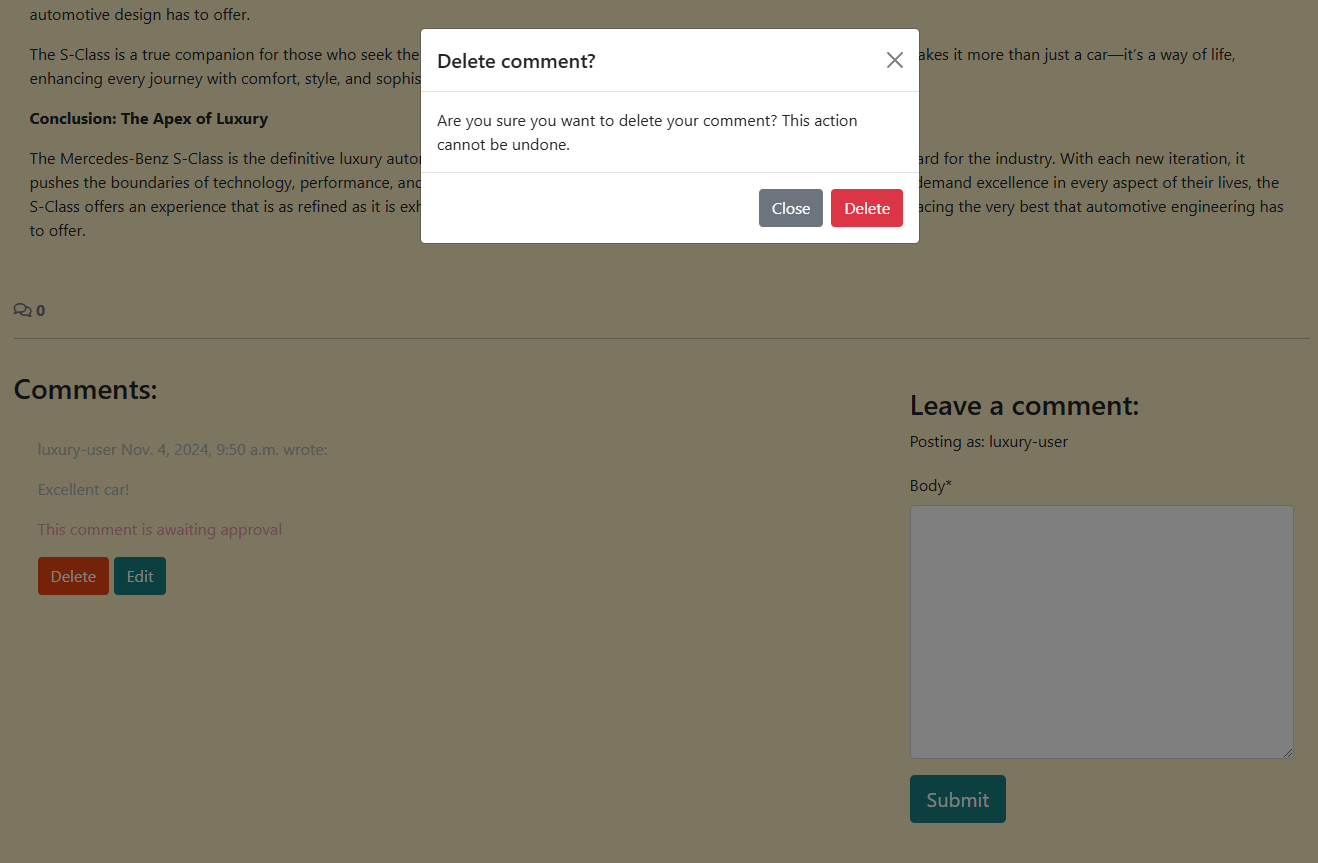 automotive design has to offer.
The S-Class is a true companion for those who seek the
akes it more than just a car—it's a way of life,
enhancing every journey with comfort, style, and sophis
Conclusion: The Apex of Luxury
The Mercedes-Benz S-Class is the definitive luxury auto
ard for the industry. With each new iteration, it
pushes the boundaries of technology, performance, and
demand excellence in every aspect of their lives, the
S-Class offers an experience that is as refined as it is exh
acing the very best that automotive engineering has
to offer.
Delete comment?
Are you sure you want to delete your comment? This action
cannot be undone.
Close Delete
0
Comments:
luxury-user Nov. 4, 2024, 9:50 a.m. wrote:
Excellent car!
This comment is awaiting approval
Delete Edit
Leave a comment:
Posting as: luxury-user
Body*
Submit